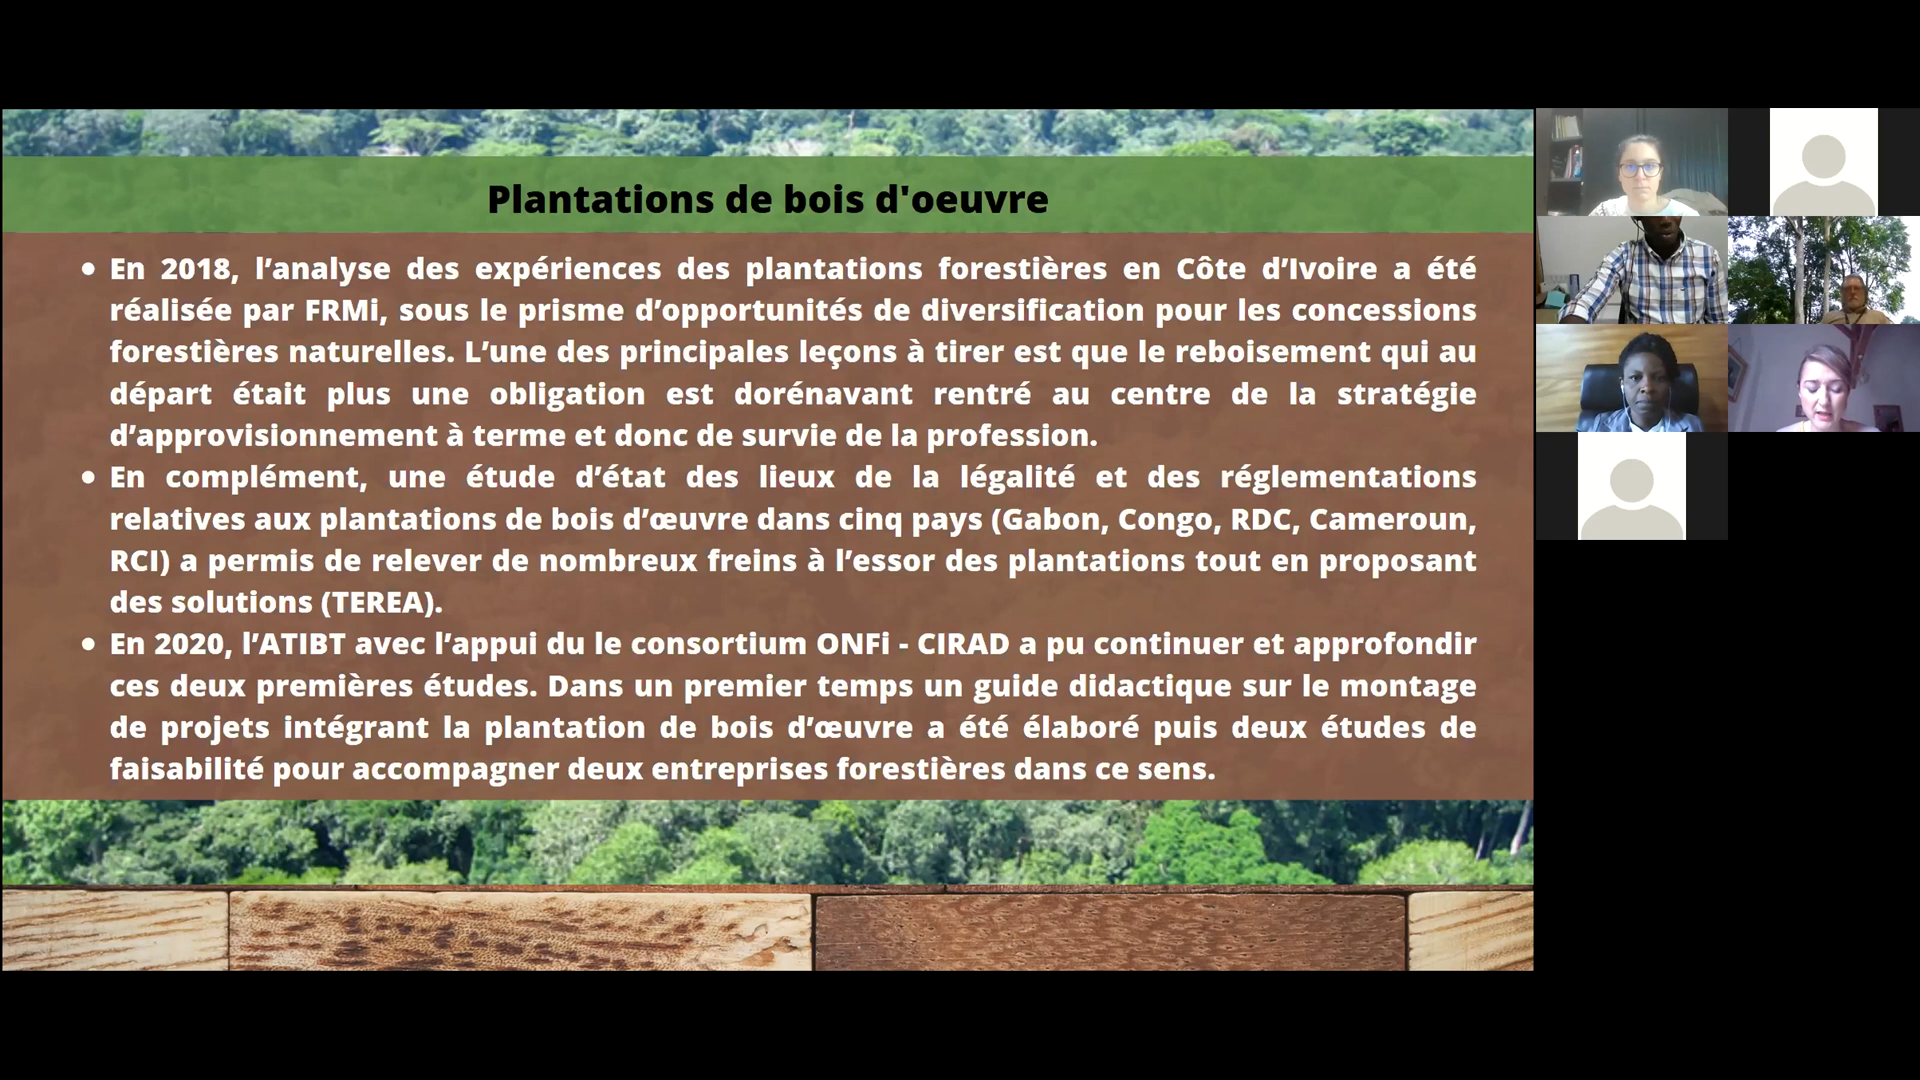 Plantations de bois d'oeuvre
• En 2018, l’analyse des expériences des plantations forestières en Côte d’Ivoire a été
réalisée par FRMi, sous le prisme d’opportunités de diversification pour les concessions
forestières naturelles. L’une des principales leçons à tirer est que le reboisement qui au
départ était plus une obligation est dorénavant rentré au centre de la stratégie
d’approvisionnement à terme et donc de survie de la profession.
• En complément, une étude d’état des lieux de la légalité et des réglementations
relatives aux plantations de bois d’œuvre dans cinq pays (Gabon, Congo, RDC, Cameroun,
RCI) a permis de relever de nombreux freins à l’essor des plantations tout en proposant
des solutions (TEREA).
• En 2020, l’ATIBT avec l’appui du le consortium ONFi - CIRAD a pu continuer et approfondir
ces deux premières études. Dans un premier temps un guide didactique sur le montage
de projets intégrant la plantation de bois d’œuvre a été élaboré puis deux études de
faisabilité pour accompagner deux entreprises forestières dans ce sens.